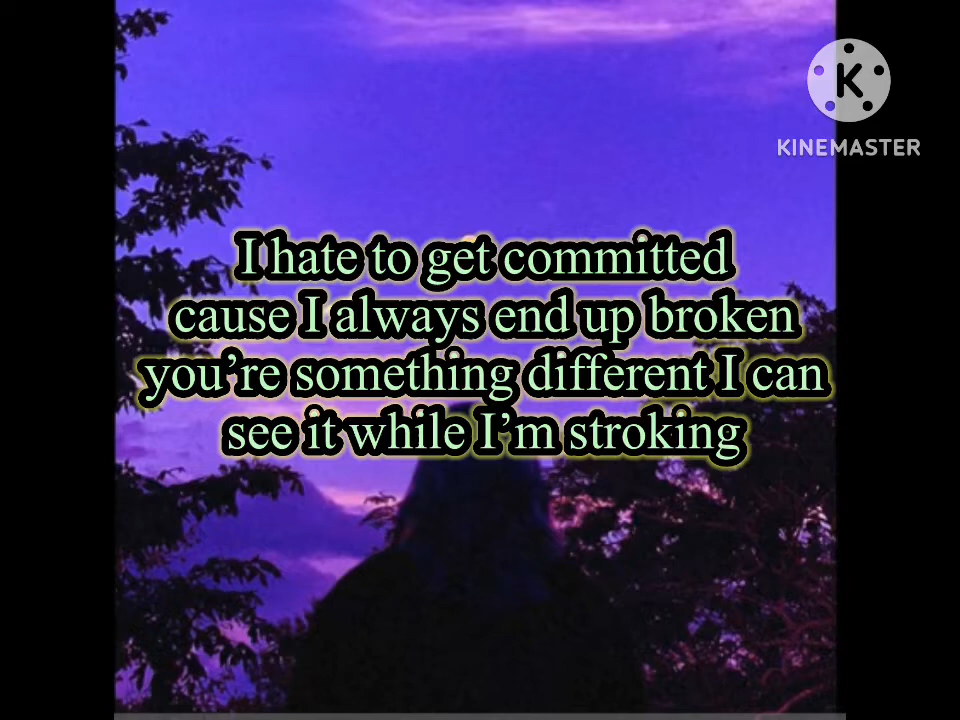 K
KINEMASTER
I hate to get committed
cause I always end up broken
you’re something different I can
see it while I’m stroking